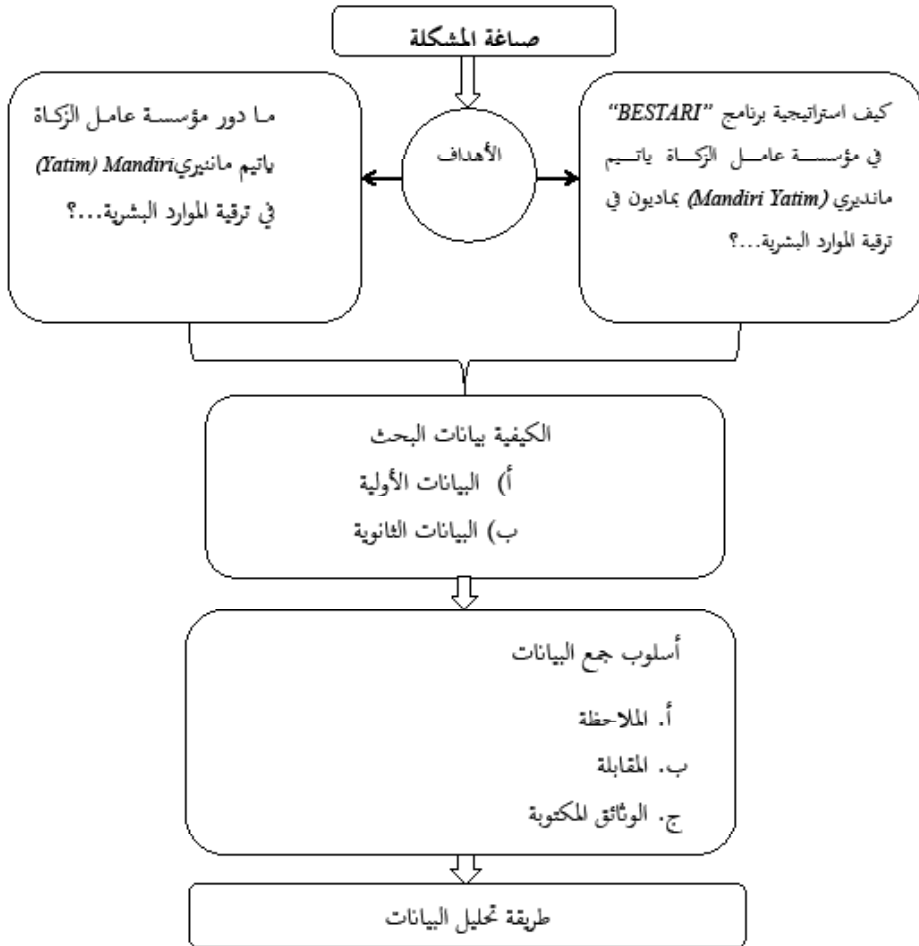 صاغة المشكلة
الأهداف
كيف استراتيجية برنامج "BESTARI"
في مؤسسة عامل الزكاة ياتيم
مانديري (Mandiri Yatim) بماديون في
ترقية الموارد البشرية...؟
ما دور مؤسسة عامل الزكاة
ياتيم مانديري Mandiri (Yatim)
في ترقية الموارد البشرية...؟
الكيفية بيانات البحث
أ) البيانات الأولية
ب) البيانات الثانوية
أسلوب جمع البيانات
أ. الملاحظة
ب. المقابلة
ج. الوثائق المكتوبة
طريقة تحليل البيانات